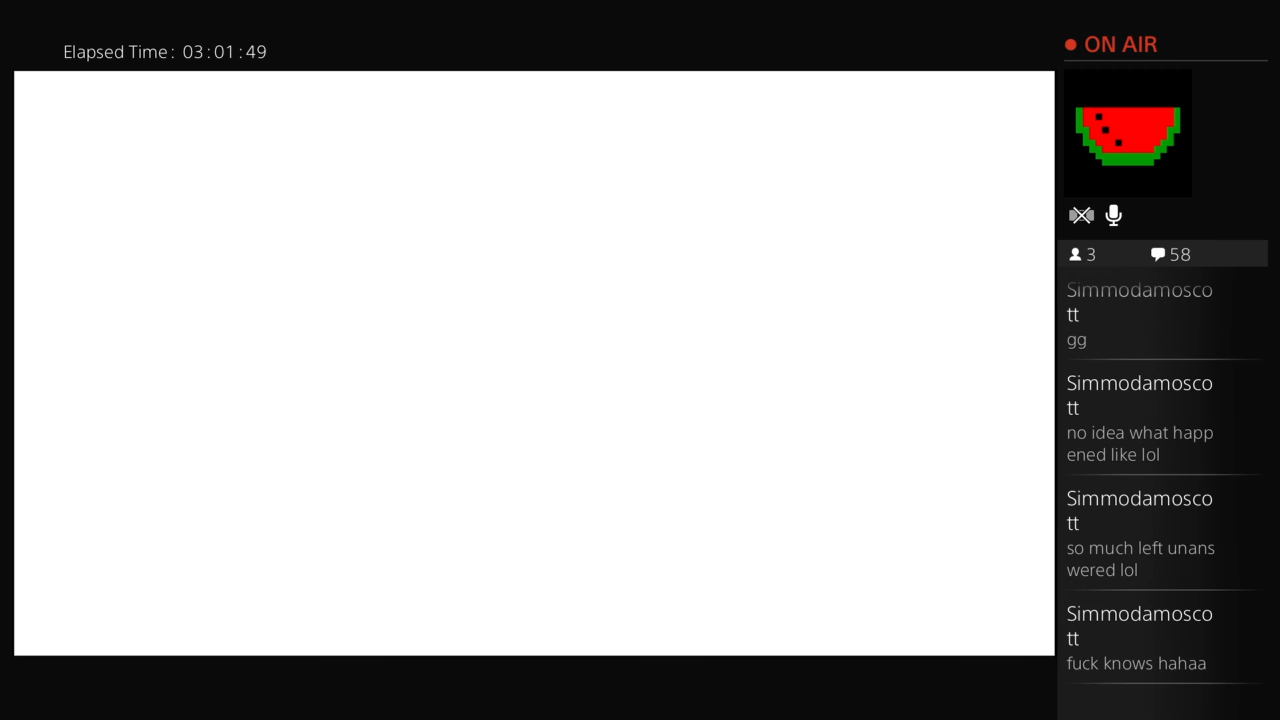 Elapsed Time: 03:01:49
ON AIR
3 58
Simmodamosco
tt
gg
Simmodamosco
tt
no idea what happ
ened like lol
Simmodamosco
tt
so much left unans
wered lol
Simmodamosco
tt
fuck knows hahaa